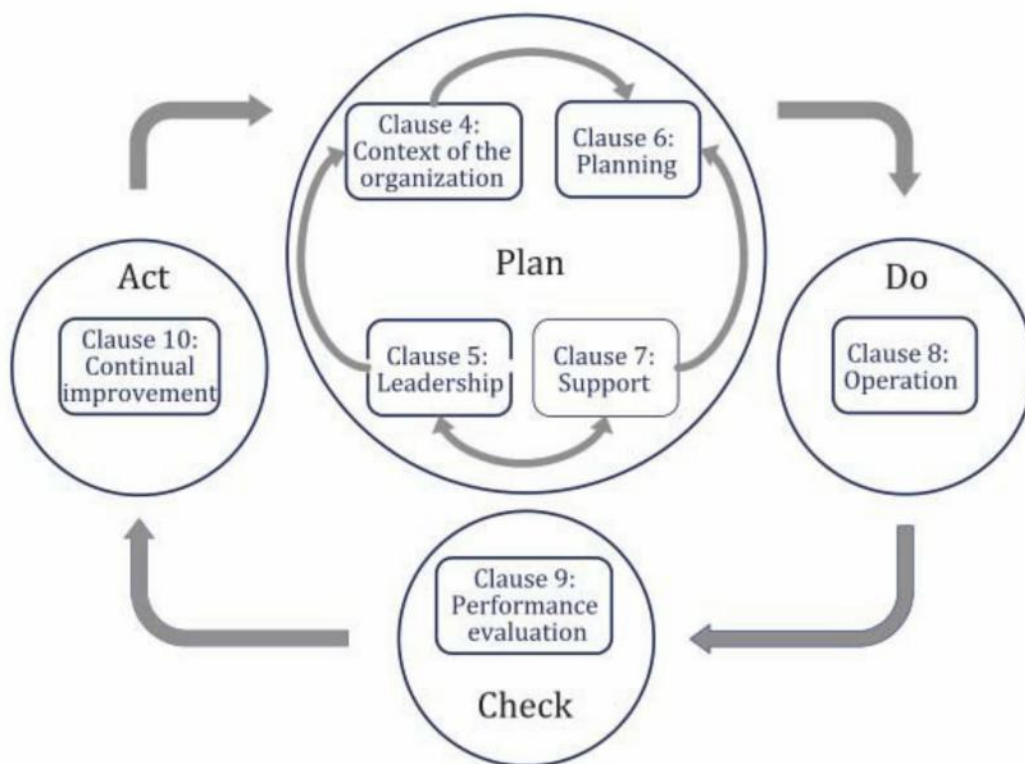 Clause 4:
Context of the
organization
Clause 6:
Planning
Plan
Act
Do
Clause 10:
Continual
improvement
Clause 5:
Leadership
Clause 7:
Support
Clause 8:
Operation
Clause 9:
Performance
evaluation
Check